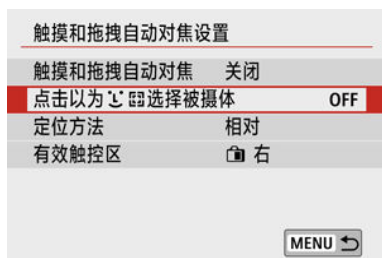 触摸和拖拽自动对焦设置
触摸和拖拽自动对焦 关闭
点击以为选择被摄体 OFF
定位方法 相对
有效触控区 右
MENU